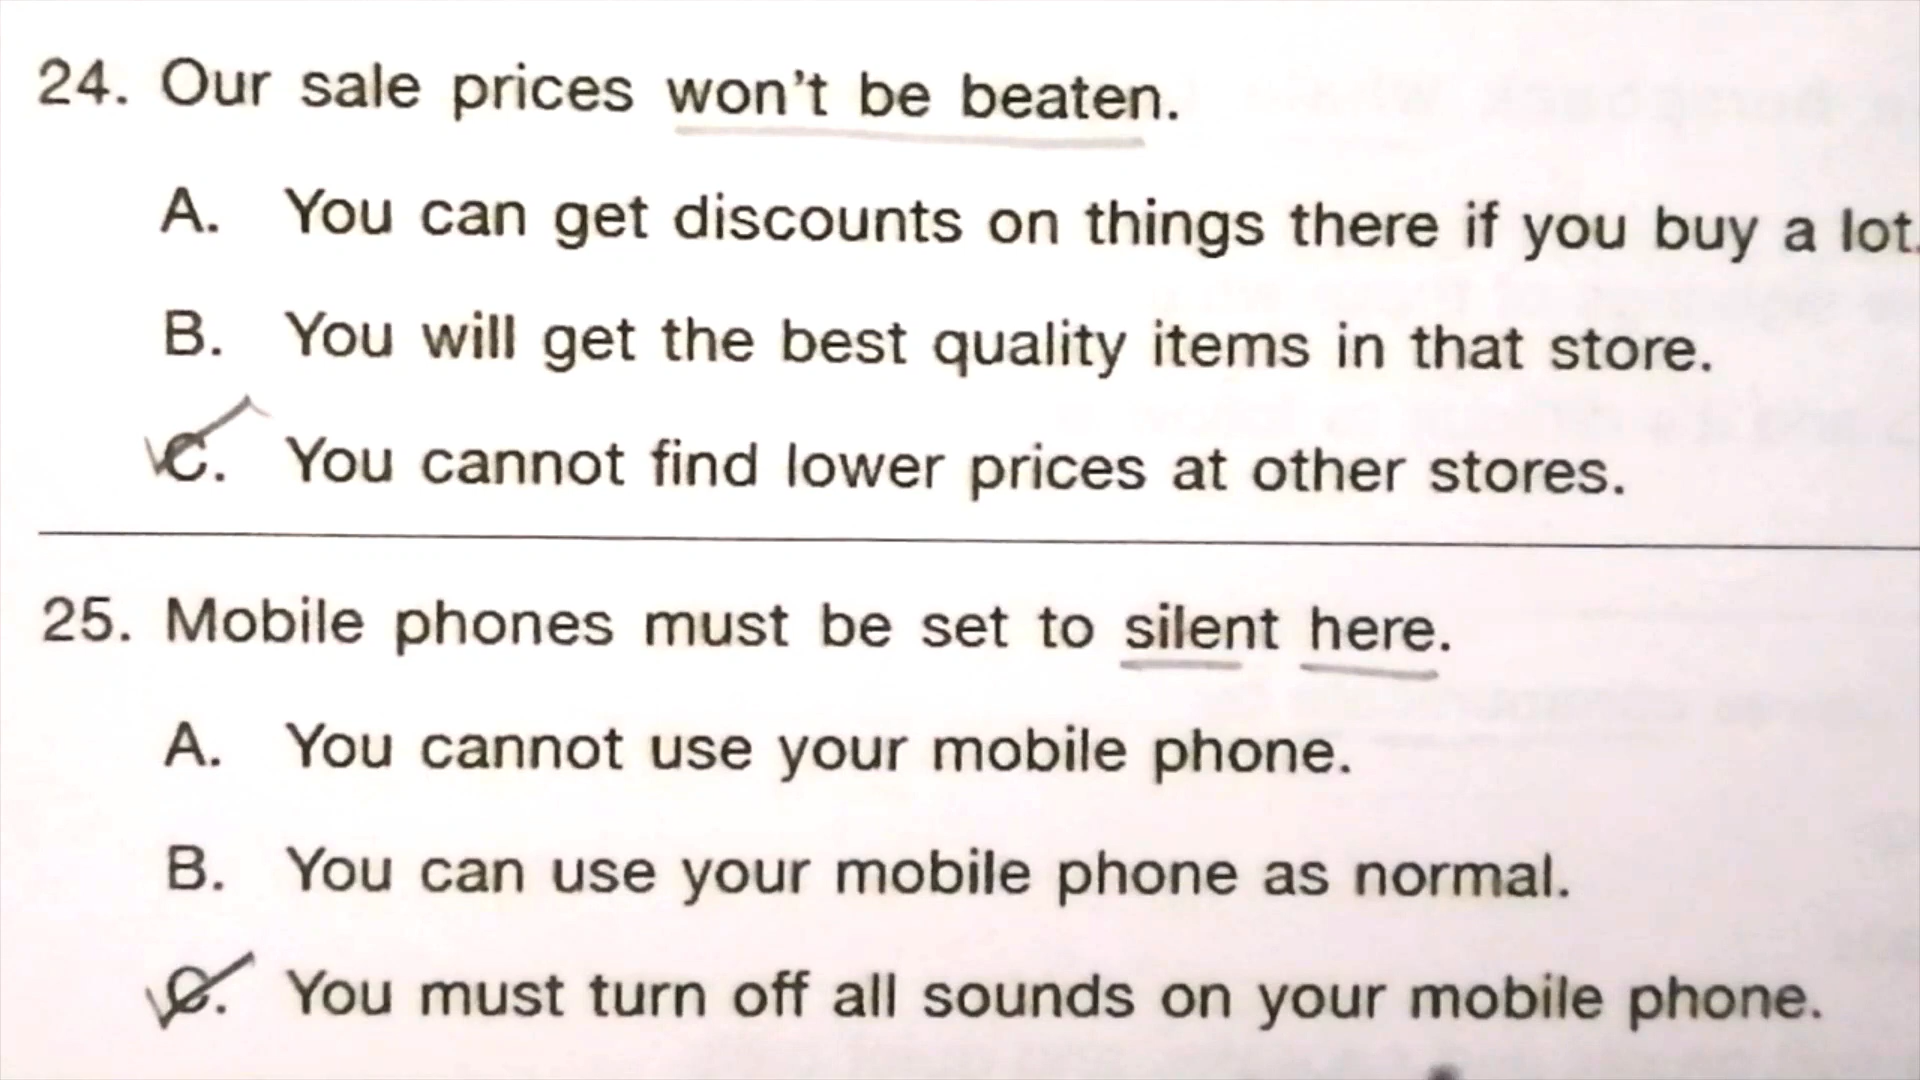 24. Our sale prices won't be beaten.
A. You can get discounts on things there if you buy a lot.
B. You will get the best quality items in that store.
C. You cannot find lower prices at other stores.
25. Mobile phones must be set to silent here.
A. You cannot use your mobile phone.
B. You can use your mobile phone as normal.
C. You must turn off all sounds on your mobile phone.